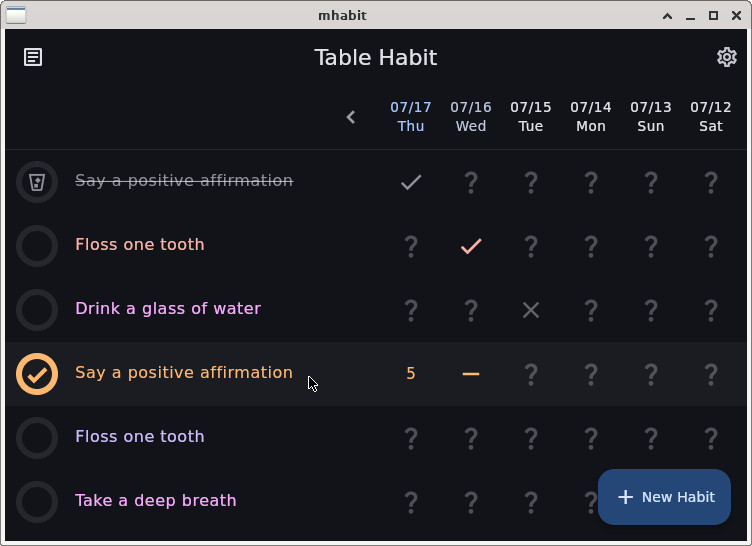 mhabit
Table Habit
07/17 07/16 07/15 07/14 07/13 07/12
Thu Wed Tue Mon Sun Sat
Say a positive affirmation ? ? ? ? ?
Floss one tooth ? ? ? ? ?
Drink a glass of water ? ? ? ? ?
Say a positive affirmation 5 ? ? ? ?
Floss one tooth ? ? ? ? ? ?
Take a deep breath ? ? ? ?
New Habit